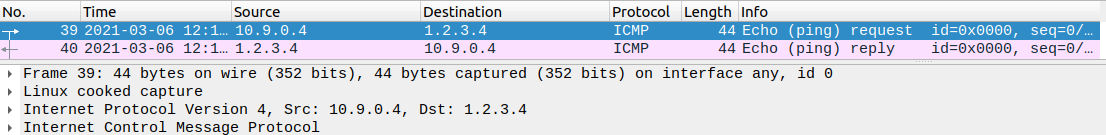 No. Time Source Destination Protocol Length Info
39 2021-03-06 12:1… 10.9.0.4 1.2.3.4 ICMP 44 Echo (ping) request id=0x0000, seq=0/…
40 2021-03-06 12:1… 1.2.3.4 10.9.0.4 ICMP 44 Echo (ping) reply id=0x0000, seq=0/…
Frame 39: 44 bytes on wire (352 bits), 44 bytes captured (352 bits) on interface any, id 0
Linux cooked capture
Internet Protocol Version 4, Src: 10.9.0.4, Dst: 1.2.3.4
Internet Control Message Protocol